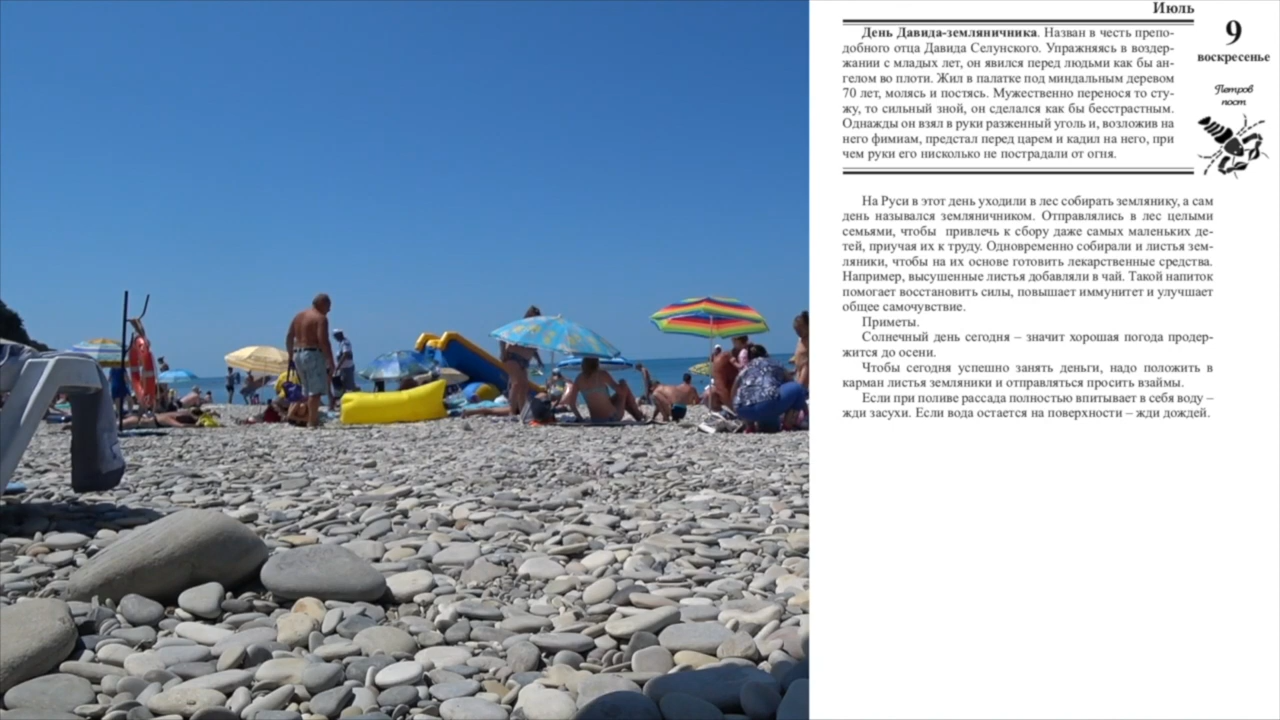 Июль
9
воскресенье
Петров
пост
День Давида-земляничника. Назван в честь препо-
добного отца Давида Селунского. Упражняясь в воздер-
жании с младых лет, он явился перед людьми как бы ан-
гелом во плоти. Жил в палатке под миндальным деревом
70 лет, молясь и постясь. Мужественно перенося то сту-
жу, то сильный зной, он сделался как бы бесстрастным.
Однажды он взял в руки разженный уголь и, возложив на
него фимиам, предстал перед царем и кадил на него, при
чем руки его нисколько не пострадали от огня.
На Руси в этот день уходили в лес собирать землянику, а сам
день назывался земляничником. Отправлялись в лес целыми
семьями, чтобы привлечь к сбору даже самых маленьких де-
тей, приучая их к труду. Одновременно собирали и листья зем-
ляники, чтобы на их основе готовить лекарственные средства.
Например, высушенные листья добавляли в чай. Такой напиток
помогает восстановить силы, повышает иммунитет и улучшает
общее самочувствие.
Приметы.
Солнечный день сегодня – значит хорошая погода продер-
жится до осени.
Чтобы сегодня успешно занять деньги, надо положить в
карман листья земляники и отправляться просить взаймы.
Если при поливе рассада полностью впитывает в себя воду –
жди засухи. Если вода остается на поверхности – жди дождей.